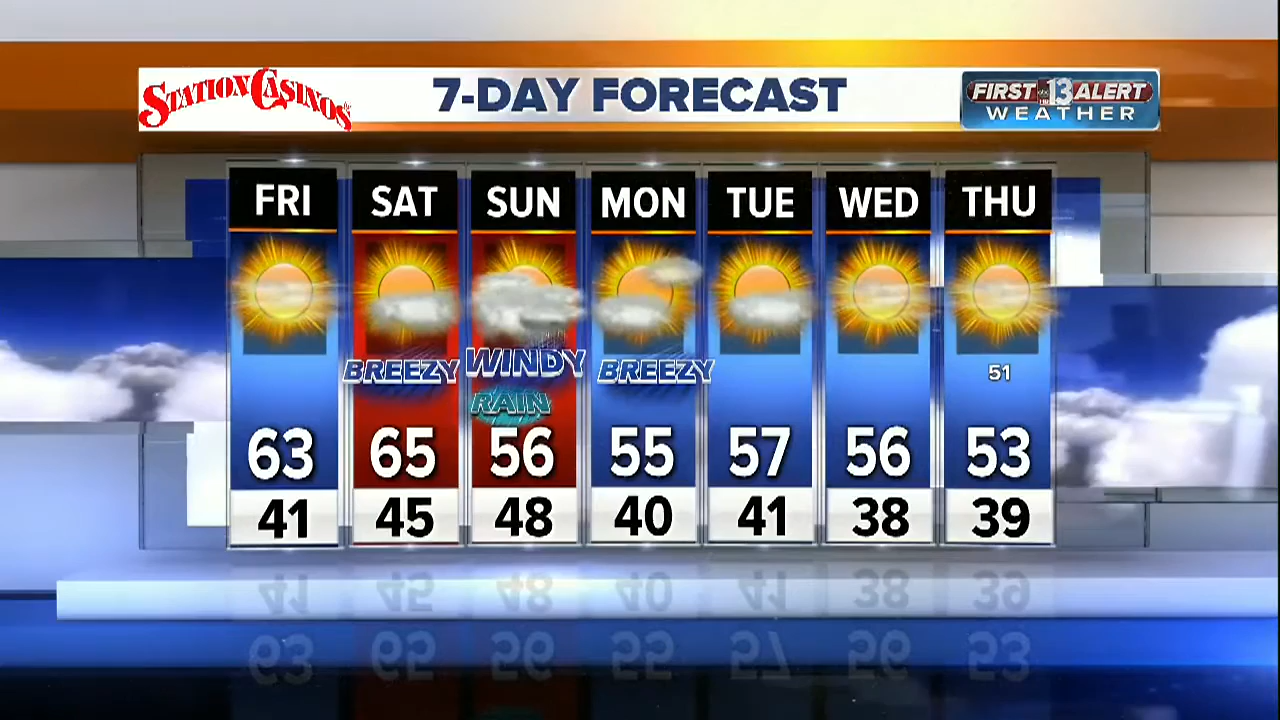 STATION CASINOS
7-DAY FORECAST
FIRST abc 13 ALERT
WEATHER
FRI SAT SUN MON TUE WED THU
BREEZY WINDY BREEZY 51
RAIN
63 65 56 55 57 56 53
41 45 48 40 41 38 39